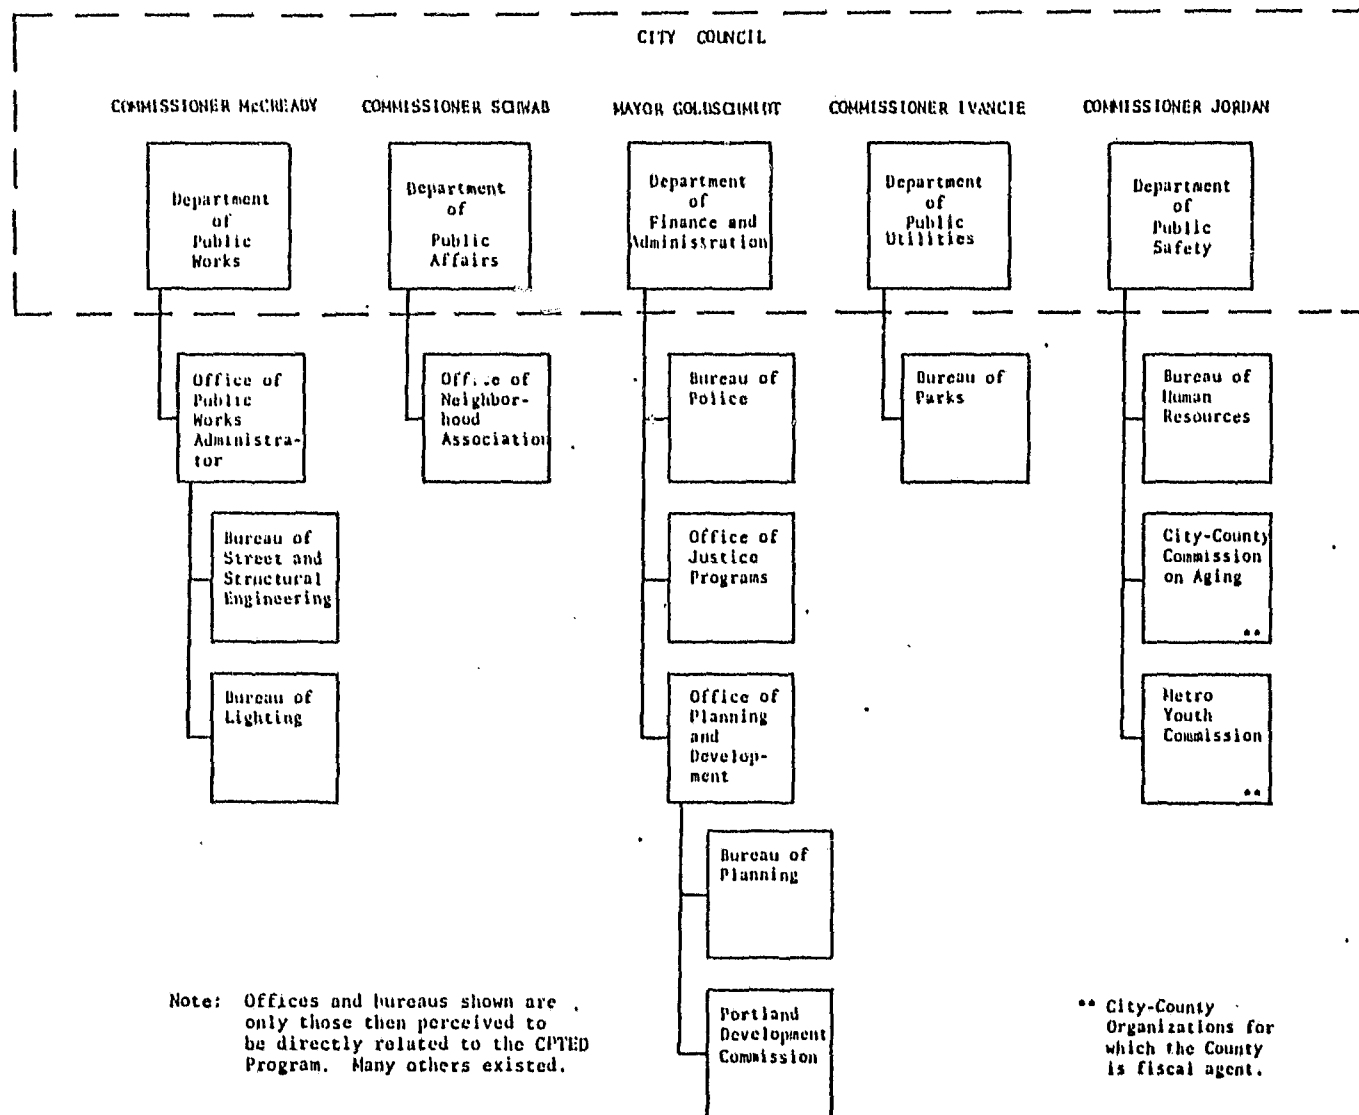 CITY COUNCIL
COMMISSIONER McCREADY
COMMISSIONER SCHWAB
MAYOR GOLDSCHMIDT
COMMISSIONER IVANCIE
COMMISSIONER JORDAN
Department
of
Public
Works
Department
of
Public
Affairs
Department
of
Finance and
Administration
Department
of
Public
Utilities
Department
of
Public
Safety
Office of
Public
Works
Administra-
tor
Office of
Neighbor-
hood
Association
Bureau of
Police
Bureau of
Parks
Bureau of
Human
Resources
Bureau of
Street and
Structural
Engineering
Office of
Justice
Programs
City-County
Commission
on Aging
**
Bureau of
Lighting
Office of
Planning
and
Develop-
ment
Metro
Youth
Commission
**
Bureau of
Planning
Portland
Development
Commission
Note: Offices and bureaus shown are
only those then perceived to
be directly related to the CPTED
Program. Many others existed.
** City-County
Organizations for
which the County
is fiscal agent.